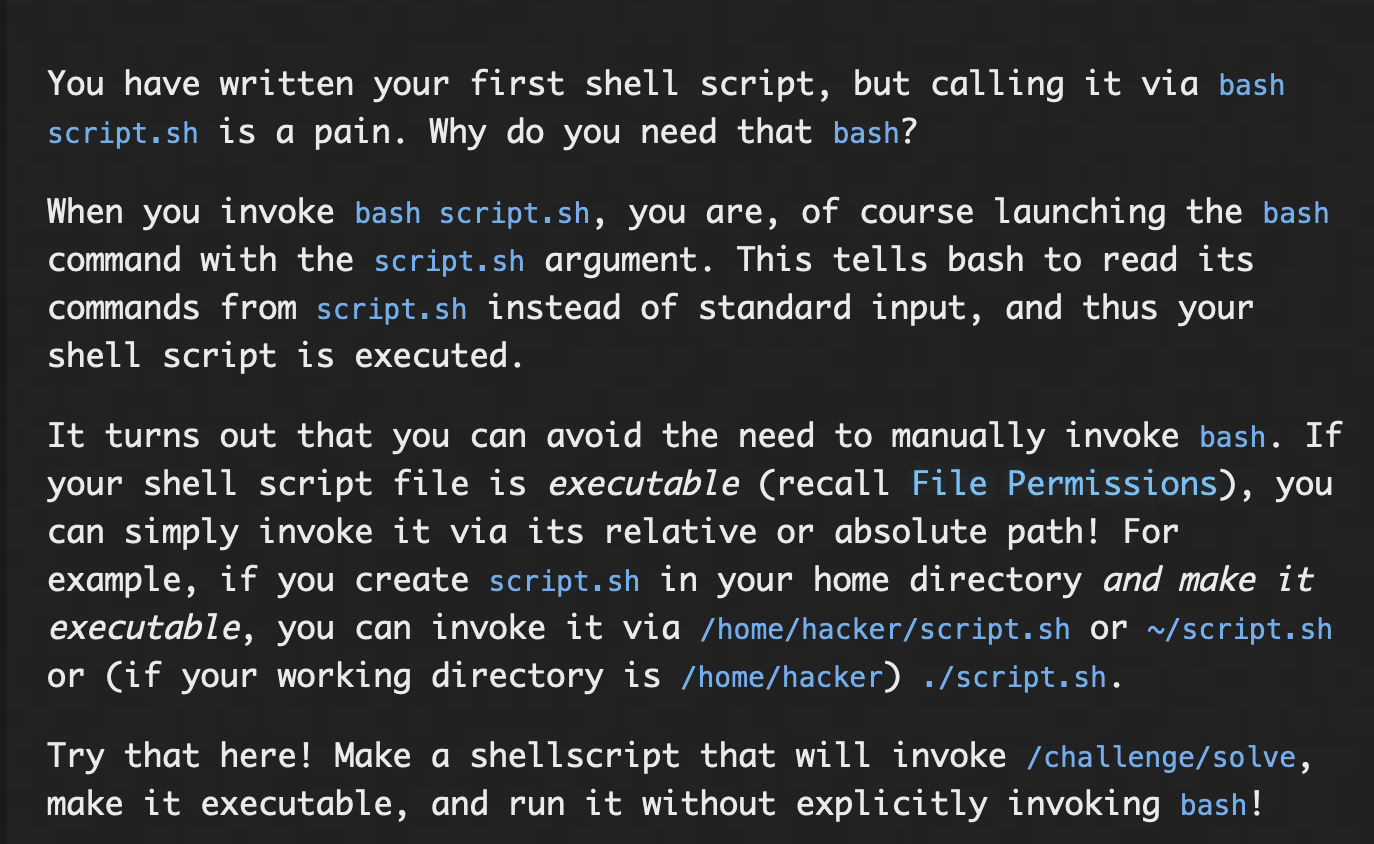 You have written your first shell script, but calling it via bash
script.sh is a pain. Why do you need that bash?
When you invoke bash script.sh, you are, of course launching the bash
command with the script.sh argument. This tells bash to read its
commands from script.sh instead of standard input, and thus your
shell script is executed.
It turns out that you can avoid the need to manually invoke bash. If
your shell script file is executable (recall File Permissions), you
can simply invoke it via its relative or absolute path! For
example, if you create script.sh in your home directory and make it
executable, you can invoke it via /home/hacker/script.sh or ~/script.sh
or (if your working directory is /home/hacker) ./script.sh.
Try that here! Make a shellscript that will invoke /challenge/solve,
make it executable, and run it without explicitly invoking bash!